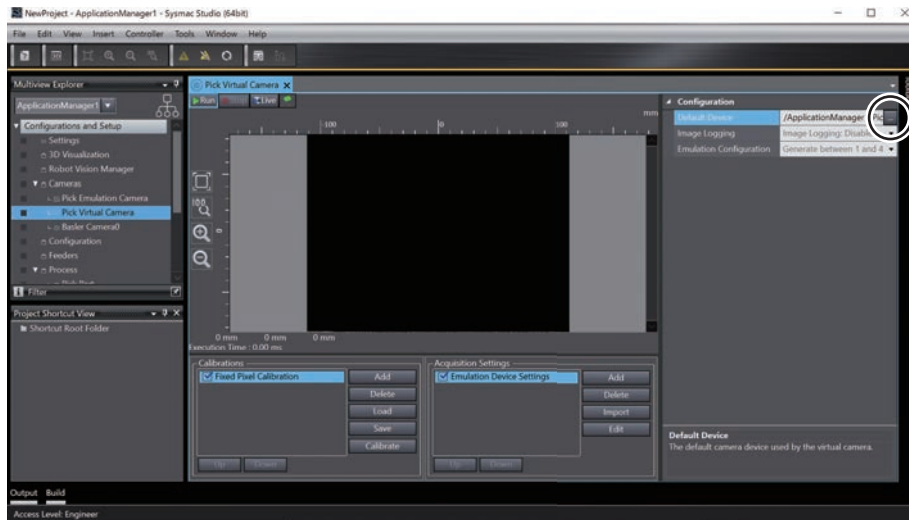 NewProject - ApplicationManager1 - Sysmac Studio (64bit)
File Edit View Insert Controller Tools Window Help
Multiview Explorer
ApplicationManager1
Configurations and Setup
Settings
3D Visualization
Robot Vision Manager
Cameras
Pick Emulation Camera
Pick Virtual Camera
Basler Camera0
Configuration
Feeders
Process
Filter
Project Shortcut View
Shortcut Root Folder
Pick Virtual Camera
Run
Live
-100 0 100 mm
100
0 mm 0 mm 0 mm
Execution Time : 0.00 ms
Calibrations
Fixed Pixel Calibration
Add
Delete
Load
Save
Calibrate
Up Down
Acquisition Settings
Emulation Device Settings
Add
Delete
Import
Edit
Up Down
Configuration
Default Device /ApplicationManager Pic ...
Image Logging Image Logging: Disable
Emulation Configuration Generate between 1 and 4
Default Device
The default camera device used by the virtual camera.
Output Build
Access Level: Engineer